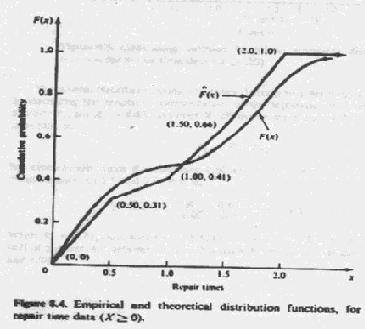 F(x)
1.0
(2.0, 1.0)
0.8
F̂(x)
Cumulative probability
0.6
(1.50, 0.66)
F(x)
0.4
(1.00, 0.41)
(0.50, 0.31)
0.2
(0, 0)
0.5
1.0
1.5
2.0
x
Repair times
Figure 8.4. Empirical and theoretical distribution functions, for
repair time data (X ≥ 0).